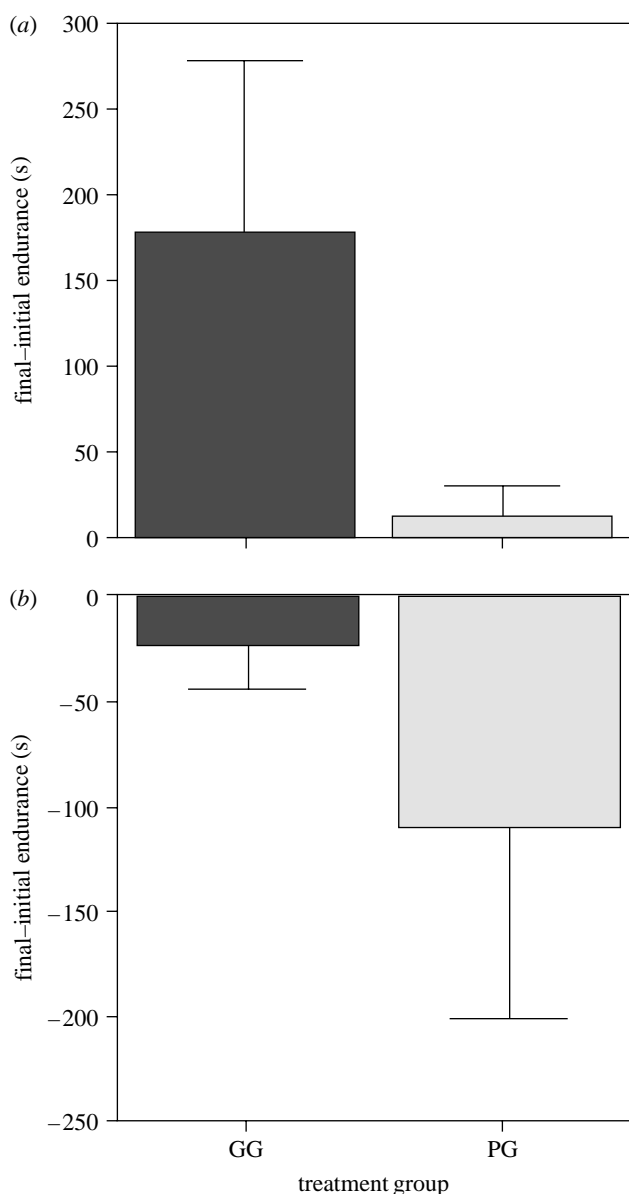 (a)
300
250
200
150
100
50
0
final–initial endurance (s)
(b)
0
–50
–100
–150
–200
–250
final–initial endurance (s)
GG PG
treatment group